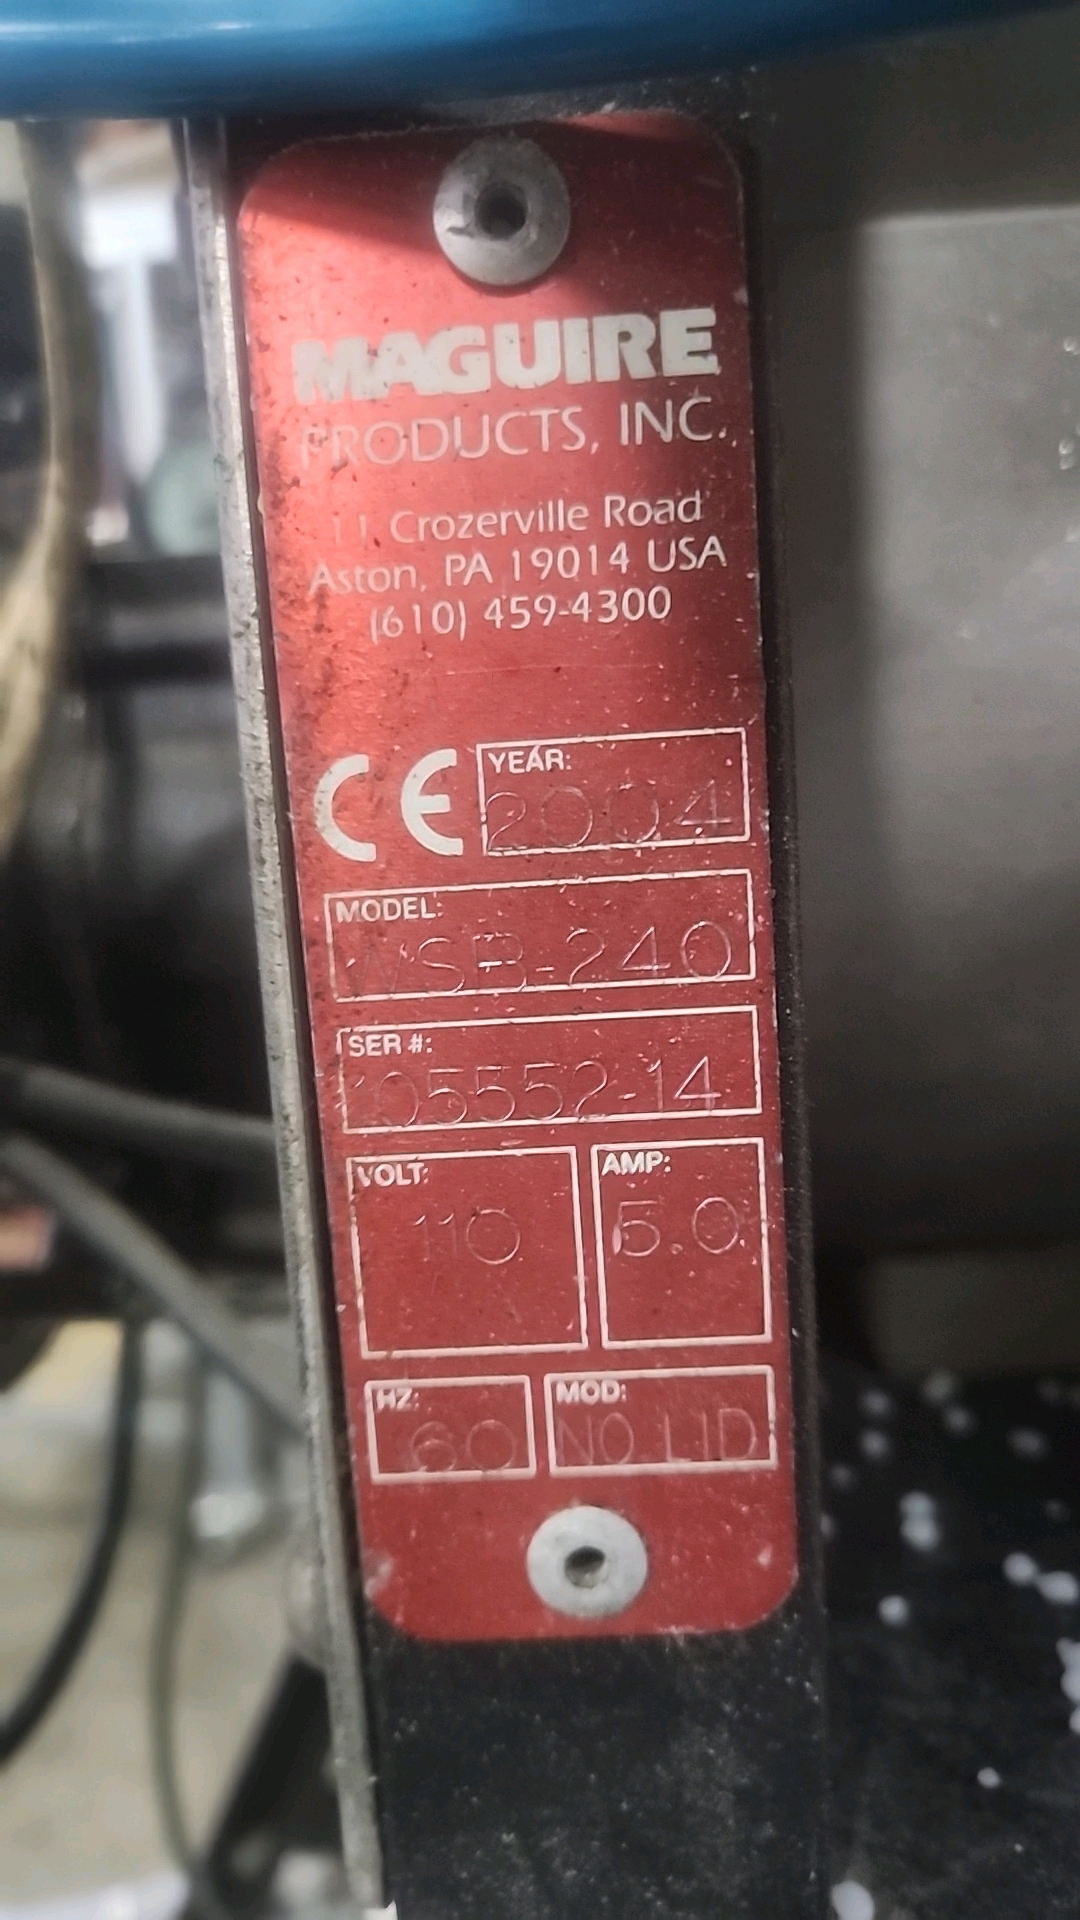 MAGUIRE
PRODUCTS, INC.
11 Crozerville Road
Aston, PA 19014 USA
(610) 459-4300
CE
YEAR:
2004
MODEL:
WSB-240
SER #:
105552-14
VOLT:
110
AMP:
5.0
HZ:
60
MOD:
NO LID